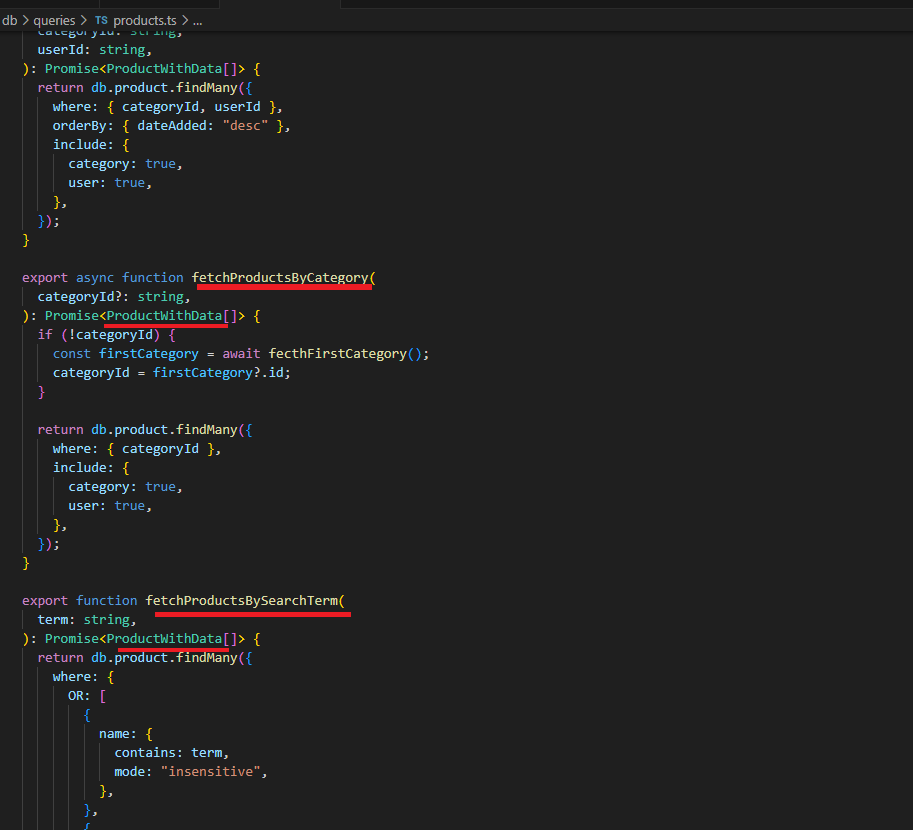 db > queries > TS products.ts > ...
categoryId: string,
userId: string,
): Promise<ProductWithData[]> {
return db.product.findMany({
where: { categoryId, userId },
orderBy: { dateAdded: "desc" },
include: {
category: true,
user: true,
},
});
}
export async function fetchProductsByCategory(
categoryId?: string,
): Promise<ProductWithData[]> {
if (!categoryId) {
const firstCategory = await fecthFirstCategory();
categoryId = firstCategory?.id;
}
return db.product.findMany({
where: { categoryId },
include: {
category: true,
user: true,
},
});
}
export function fetchProductsBySearchTerm(
term: string,
): Promise<ProductWithData[]> {
return db.product.findMany({
where: {
OR: [
{
name: {
contains: term,
mode: "insensitive",
},
},
{